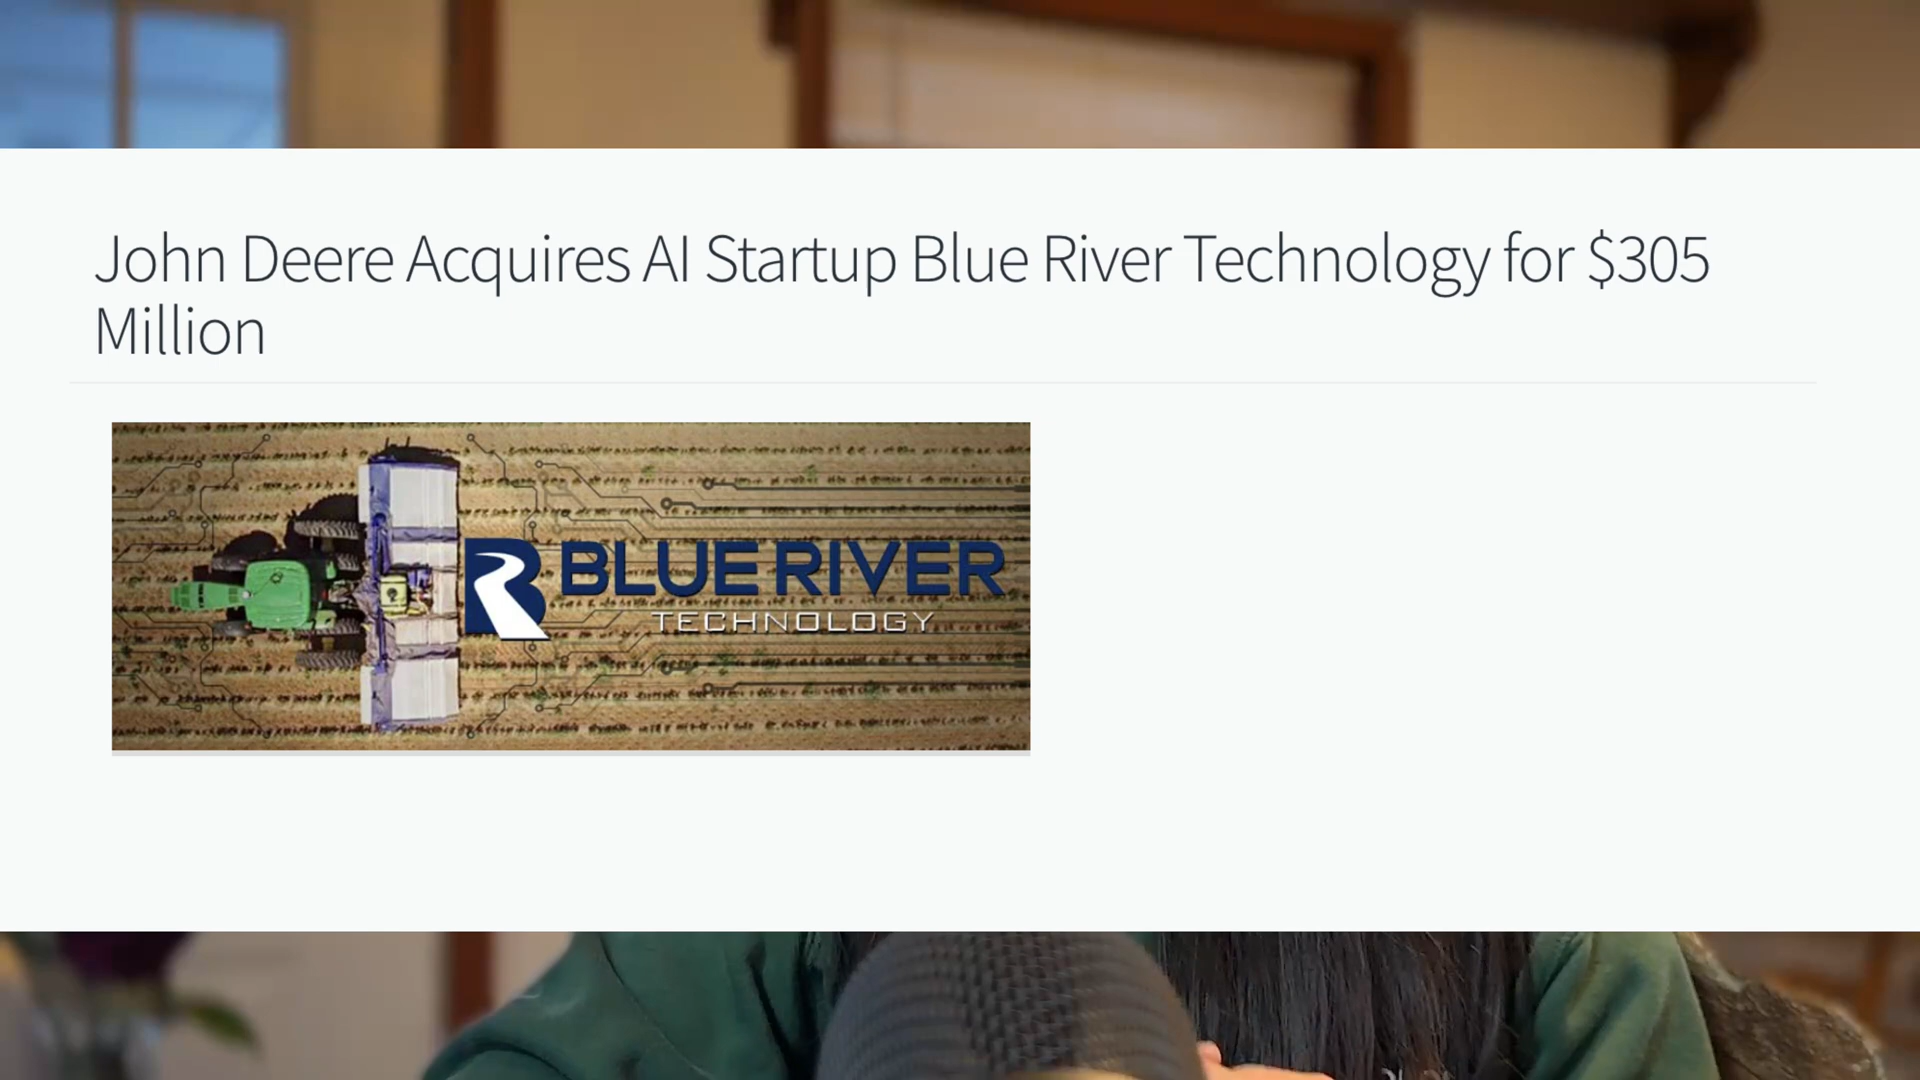 John Deere Acquires AI Startup Blue River Technology for $305
Million
BLUE RIVER
TECHNOLOGY